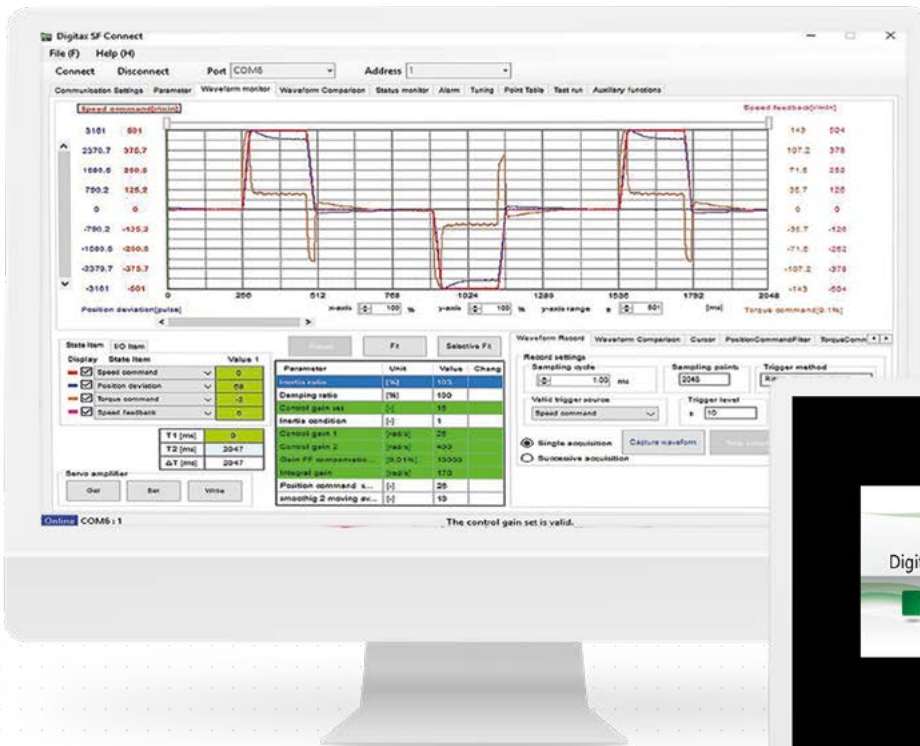 Digitax SF Connect
File (F) Help (H)
Connect Disconnect Port COM6 Address 1
Communication Settings Parameter Waveform monitor Waveform Comparison Status monitor Alarm Tuning Point Table Test run Auxiliary functions
Speed command[r/min] Speed feedback[r/min]
3161 501 143 504
2370.7 375.7 107.2 378
1580.5 250.5 71.5 252
790.2 125.2 35.7 126
0 0 0 0
-790.2 -125.2 -35.7 -126
-1580.5 -250.5 -71.5 -252
-2370.7 -375.7 -107.2 -378
-3161 -501 -143 -504
0 256 512 768 1024 1280 1536 1792 2048
Position deviation[pulse] x-axis 100 % y-axis 100 % y-axis range ± 501 [ms] Torque command[0.1%]
State Item I/O Item
Display State Item Value 1
Speed command 0
Position deviation
Torque command -2
Speed feedback 0
T1 [ms] 0
T2 [ms] 2047
ΔT [ms] 2047
Servo amplifier
Get Set Write
Fit Selective Fit
Parameter Unit Value Chang
Inertia ratio [%] 103
Damping ratio [%] 100
Control gain set [-] 15
Inertia condition [-] 1
Control gain 1 [rad/s] 25
Control gain 2 [rad/s] 400
Gain FF compensatio... [0.01%] 10000
Integral gain [rad/s] 170
Position command s... [-] 25
smoothig 2 moving av... [-] 10
Waveform Record Waveform Comparison Cursor PositionCommandFilter TorqueComm
Record settings
Sampling cycle Sampling points Trigger method
1.00 ms 2048
Valid trigger source Trigger level
Speed command ± 10
Single acquisition Capture waveform
Successive acquisition
Online COM6 : 1 The control gain set is valid.
Digit